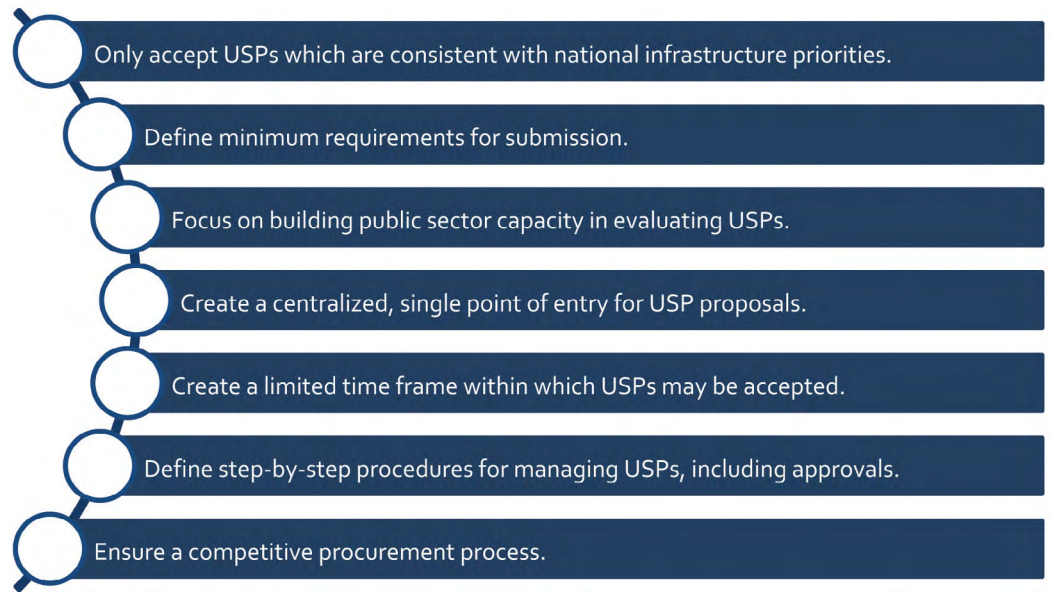 Only accept USPs which are consistent with national infrastructure priorities.
Define minimum requirements for submission.
Focus on building public sector capacity in evaluating USPs.
Create a centralized, single point of entry for USP proposals.
Create a limited time frame within which USPs may be accepted.
Define step-by-step procedures for managing USPs, including approvals.
Ensure a competitive procurement process.